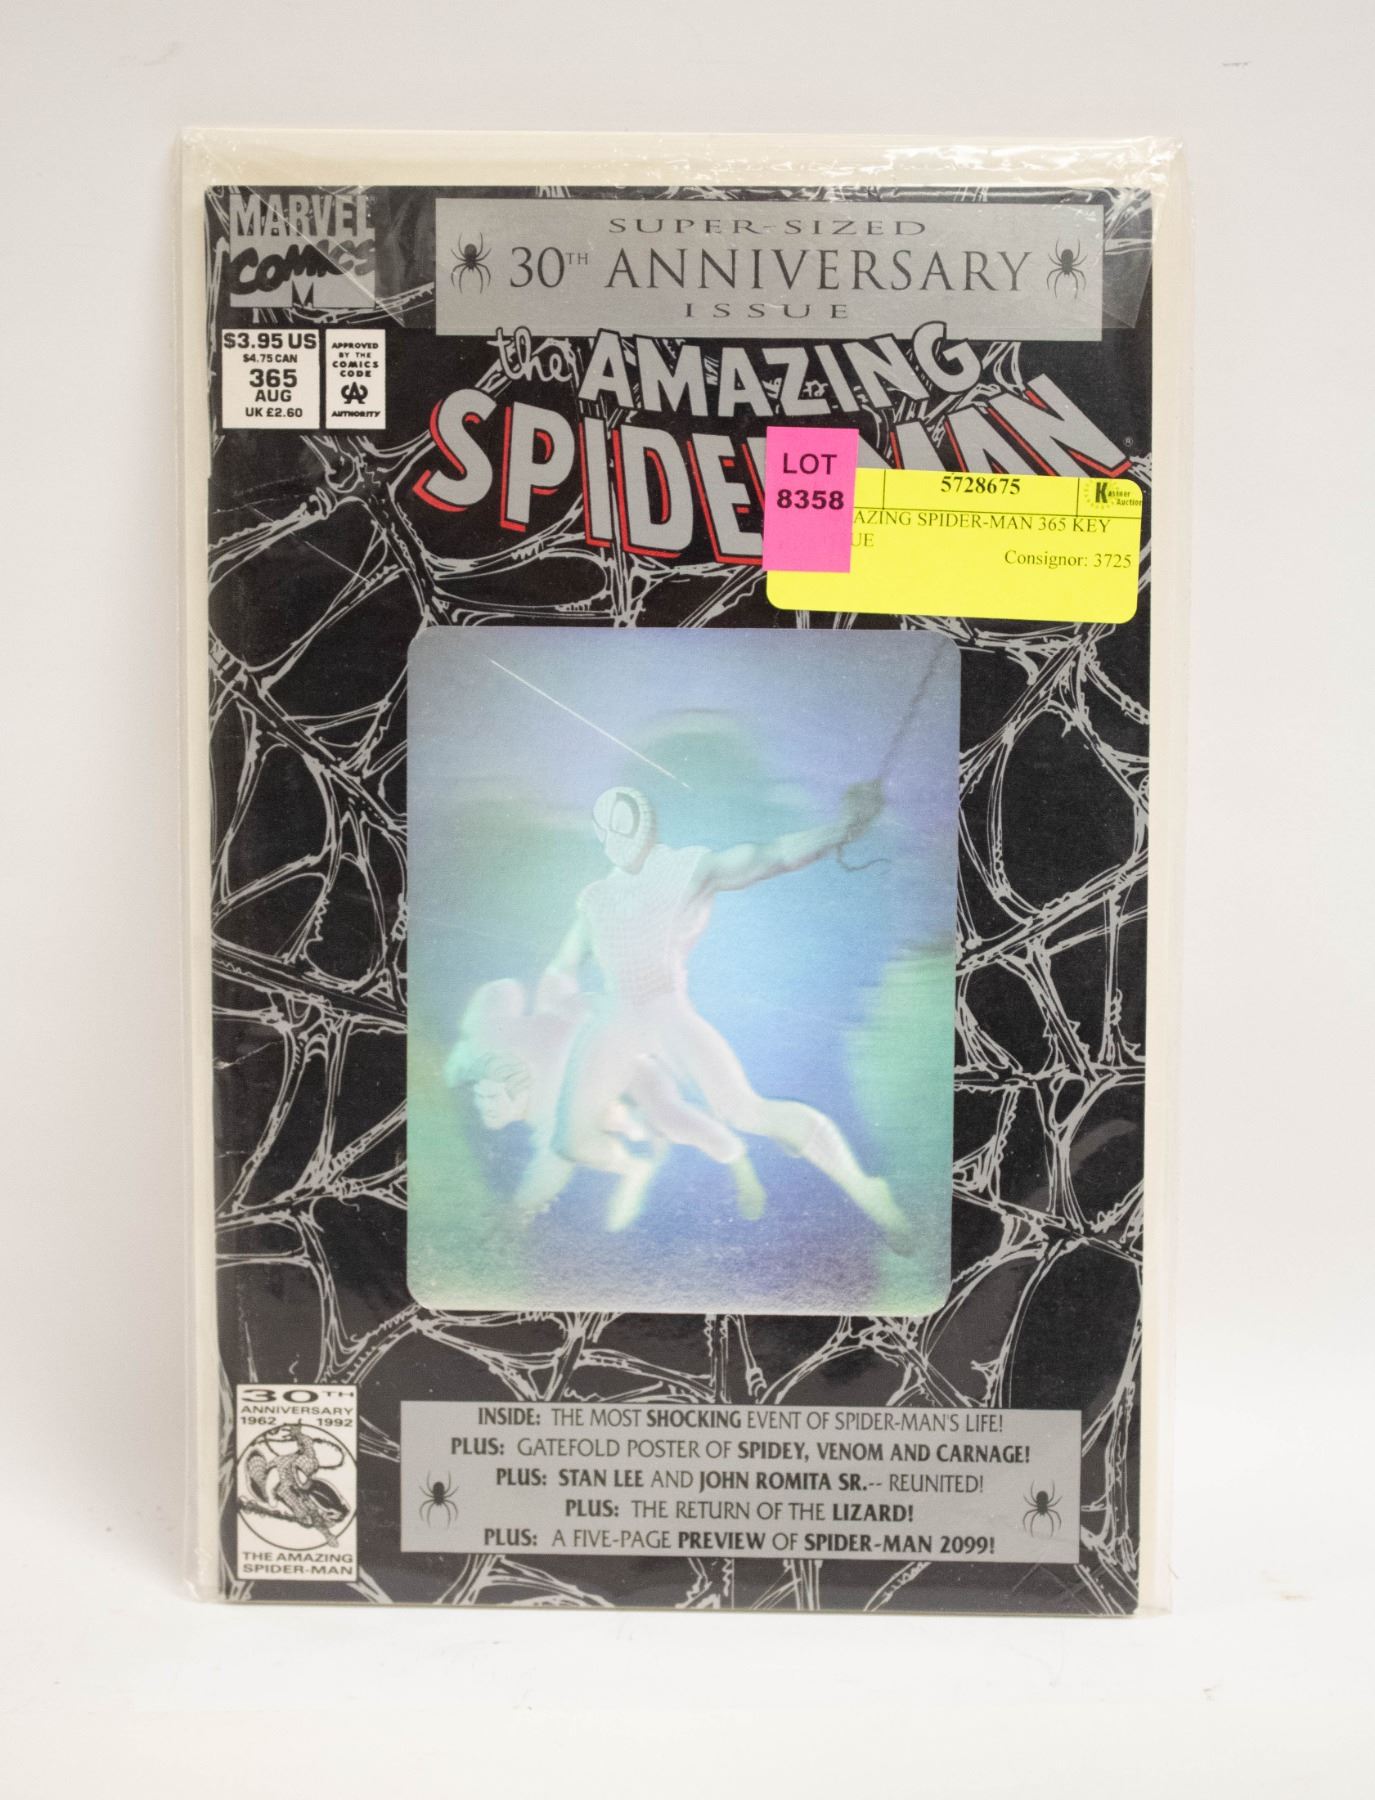 MARVEL
COMICS
M
SUPER-SIZED
30TH ANNIVERSARY
ISSUE
$3.95 US
$4.75 CAN
365
AUG
UK £2.60
APPROVED
BY THE
COMICS
CODE
CA
AUTHORITY
the AMAZING
SPIDER-MAN
®
LOT
8358
5728675
Kastner
Auction
AZING SPIDER-MAN 365 KEY
UE
Consignor: 3725
30TH
ANNIVERSARY
1962 1992
THE AMAZING
SPIDER-MAN
INSIDE: THE MOST SHOCKING EVENT OF SPIDER-MAN'S LIFE!
PLUS: GATEFOLD POSTER OF SPIDEY, VENOM AND CARNAGE!
PLUS: STAN LEE AND JOHN ROMITA SR.-- REUNITED!
PLUS: THE RETURN OF THE LIZARD!
PLUS: A FIVE-PAGE PREVIEW OF SPIDER-MAN 2099!